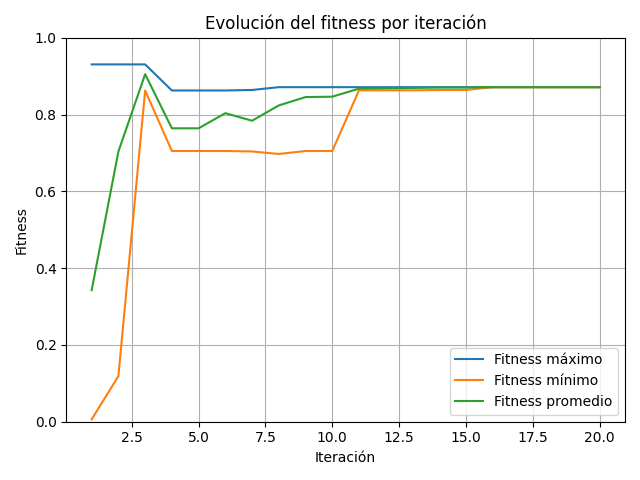 Evolución del fitness por iteración
Fitness
1.0
0.8
0.6
0.4
0.2
0.0
2.5 5.0 7.5 10.0 12.5 15.0 17.5 20.0
Iteración
Fitness máximo
Fitness mínimo
Fitness promedio